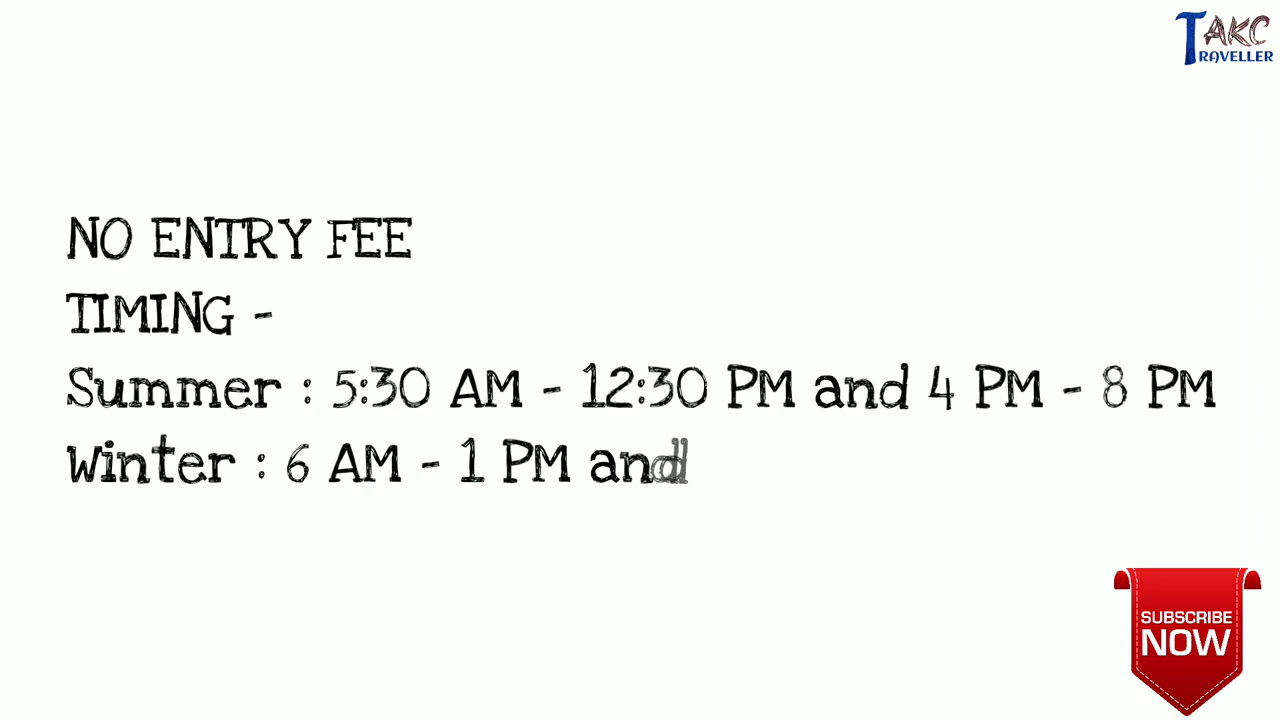 TAKC
TRAVELLER
NO ENTRY FEE
TIMING -
Summer : 5:30 AM - 12:30 PM and 4 PM - 8 PM
Winter : 6 AM - 1 PM and
SUBSCRIBE
NOW